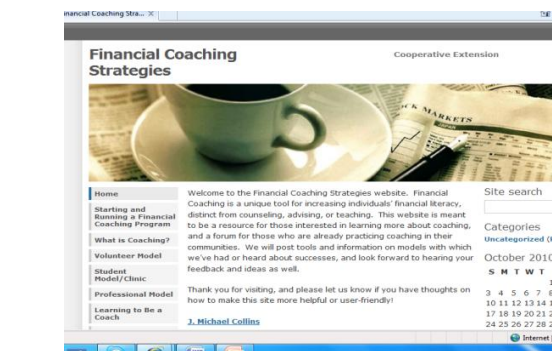 Financial Coaching Stra...
Financial Coaching
Strategies
Cooperative Extension
CK MARKETS
Home
Starting and
Running a Financial
Coaching Program
What is Coaching?
Volunteer Model
Student
Model/Clinic
Professional Model
Learning to Be a
Coach
Welcome to the Financial Coaching Strategies website. Financial
Coaching is a unique tool for increasing individuals' financial literacy,
distinct from counseling, advising, or teaching. This website is meant
to be a resource for those interested in learning more about coaching,
and a forum for those who are already practicing coaching in their
communities. We will post tools and information on models with which
we've had or heard about successes, and look forward to hearing your
feedback and ideas as well.
Thank you for visiting, and please let us know if you have thoughts on
how to make this site more helpful or user-friendly!
J. Michael Collins
Site search
Categories
Uncategorized
October 2010
S M T W T
3 4 5 6 7 8
10 11 12 13 14 1
17 18 19 20 21 2
24 25 26 27 28 2
Internet